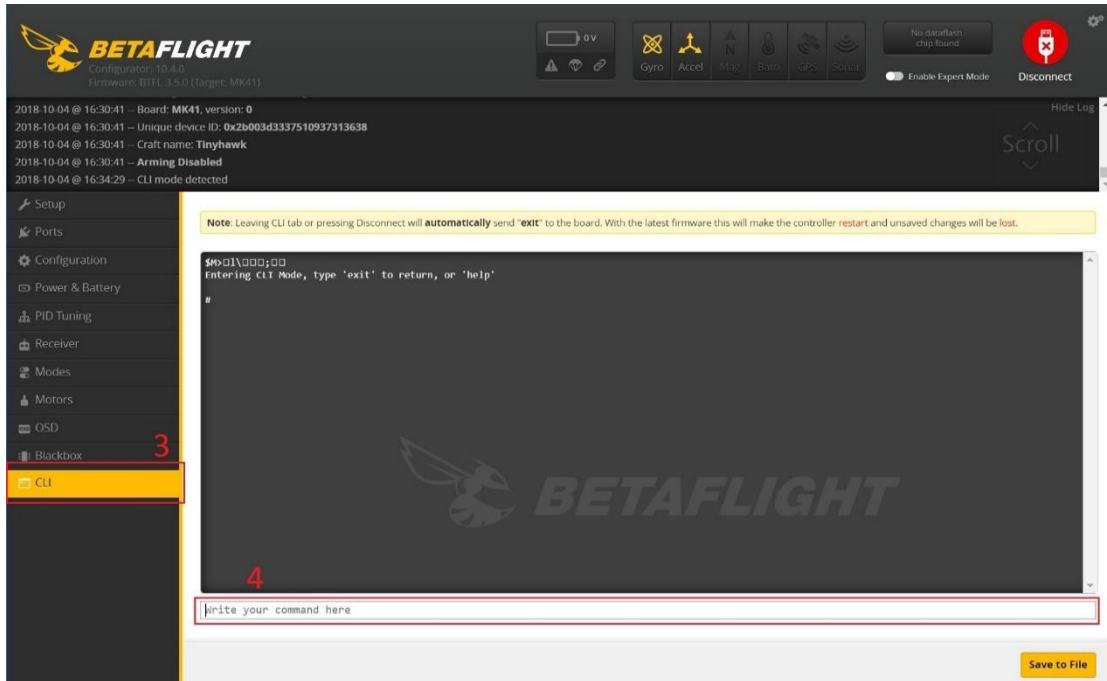 BETAFLIGHT
Configurator: 10.4.0
Firmware: BTFL 3.5.0 (Target: MK41)
0 V
Gyro
Accel
Mag
Baro
GPS
Sonar
No dataflash
chip found
Enable Expert Mode
Disconnect
2018-10-04 @ 16:30:41 -- Board: MK41, version: 0
2018-10-04 @ 16:30:41 -- Unique device ID: 0x2b003d3337510937313638
2018-10-04 @ 16:30:41 -- Craft name: Tinyhawk
2018-10-04 @ 16:30:41 -- Arming Disabled
2018-10-04 @ 16:34:29 -- CLI mode detected
Hide Log
Scroll
Setup
Ports
Configuration
Power & Battery
PID Tuning
Receiver
Modes
Motors
OSD
Blackbox
3
CLI
Note: Leaving CLI tab or pressing Disconnect will automatically send "exit" to the board. With the latest firmware this will make the controller restart and unsaved changes will be lost.
$M>□l\□□□;□□
Entering CLI Mode, type 'exit' to return, or 'help'
#
BETAFLIGHT
4
Write your command here
Save to File